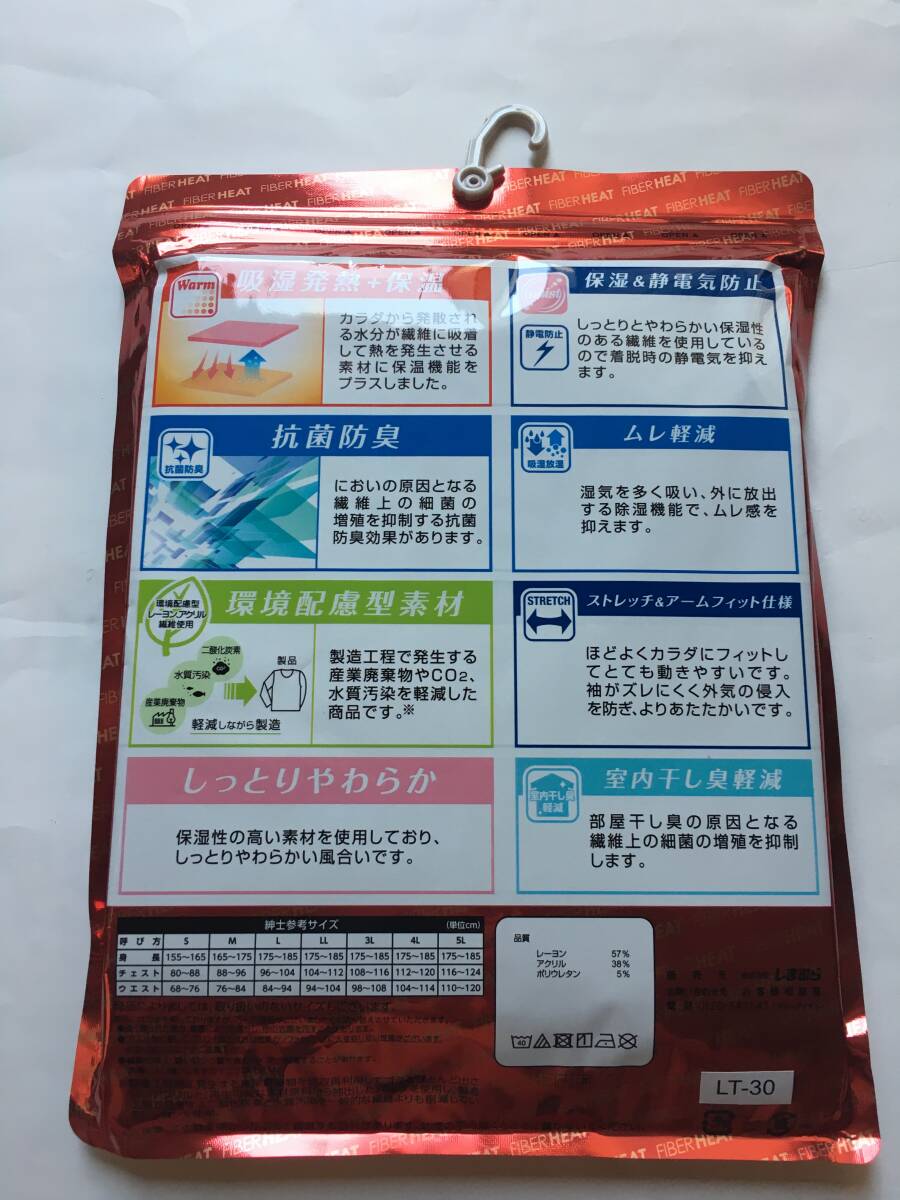 FIBERHEAT FIBERHEAT FIBERHEAT FIBERHEAT FIBERHEAT FIBERHEAT
OPEN▲ OPEN▲
Warm
吸湿発熱+保温
カラダから発散され
る水分が繊維に吸着
して熱を発生させる
素材に保温機能を
プラスしました。
保湿&静電気防止
静電防止
しっとりとやわらかい保湿性
のある繊維を使用している
ので着脱時の静電気を抑え
ます。
抗菌防臭
抗菌防臭
においの原因となる
繊維上の細菌の
増殖を抑制する抗菌
防臭効果があります。
ムレ軽減
吸湿放湿
湿気を多く吸い、外に放出
する除湿機能で、ムレ感を
抑えます。
環境配慮型
レーヨン,アクリル
繊維使用
環境配慮型素材
二酸化炭素
CO2
水質汚染
産業廃棄物
製品
軽減しながら製造
製造工程で発生する
産業廃棄物やCO2、
水質汚染を軽減した
商品です。※
STRETCH
ストレッチ&アームフィット仕様
ほどよくカラダにフィットし
てとても動きやすいです。
袖がズレにくく外気の侵入
を防ぎ、よりあたたかいです。
しっとりやわらか
保湿性の高い素材を使用しており、
しっとりやわらかい風合いです。
室内干し臭軽減
室内干し臭
軽減
部屋干し臭の原因となる
繊維上の細菌の増殖を抑制
します。
紳士参考サイズ (単位cm)
呼び方 S M L LL 3L 4L 5L
身長 155~165 165~175 175~185 175~185 175~185 175~185 175~185
チェスト 80~88 88~96 96~104 104~112 108~116 112~120 116~124
ウエスト 68~76 76~84 84~94 94~104 98~108 104~114 110~120
品質
レーヨン 57%
アクリル 38%
ポリウレタン 5%
40
しまむら
LT-30
FIBERHEAT FIBERHEAT FIBERHEAT